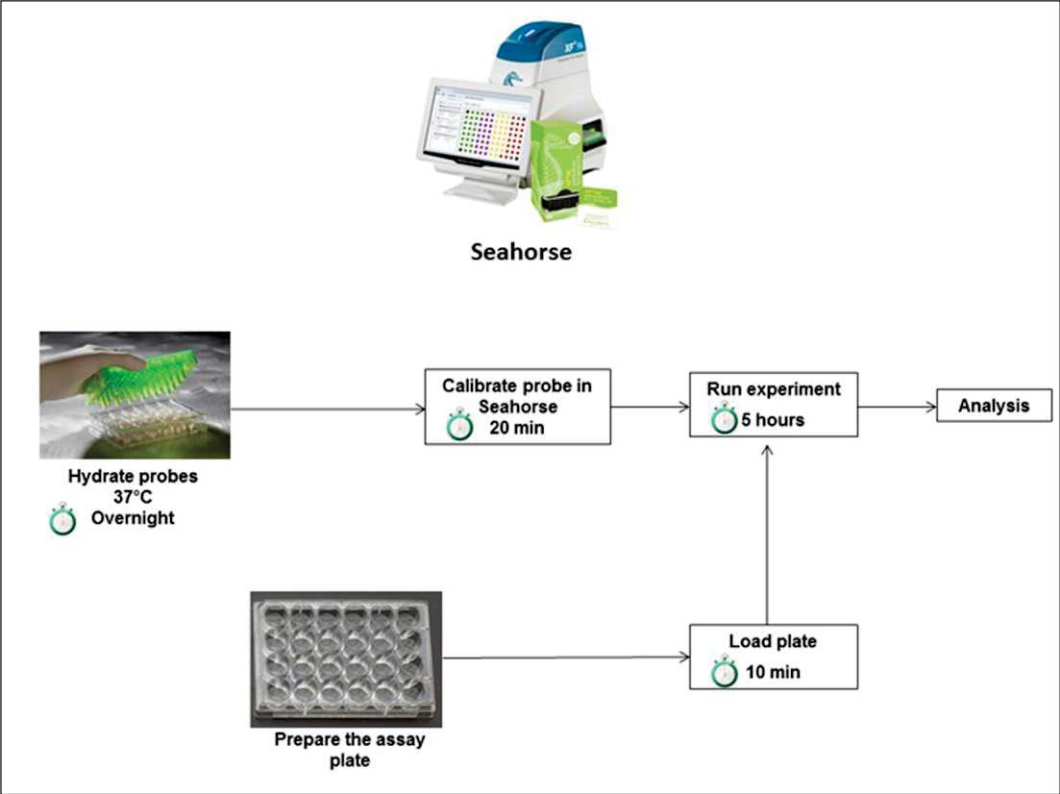 XF
Seahorse
Hydrate probes
37°C
Overnight
Calibrate probe in
Seahorse
20 min
Run experiment
5 hours
Analysis
Prepare the assay
plate
Load plate
10 min